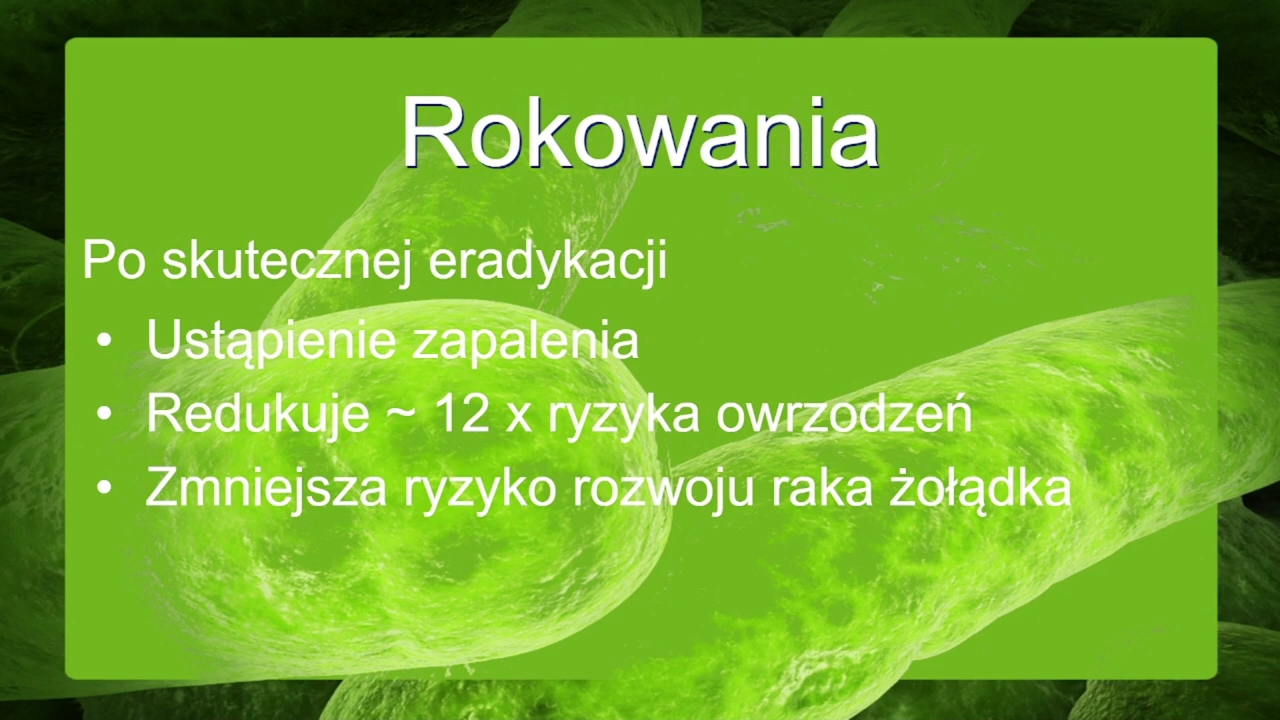 Rokowania
Po skutecznej eradykacji
• Ustąpienie zapalenia
• Redukuje ~ 12 x ryzyka owrzodzeń
• Zmniejsza ryzyko rozwoju raka żołądka